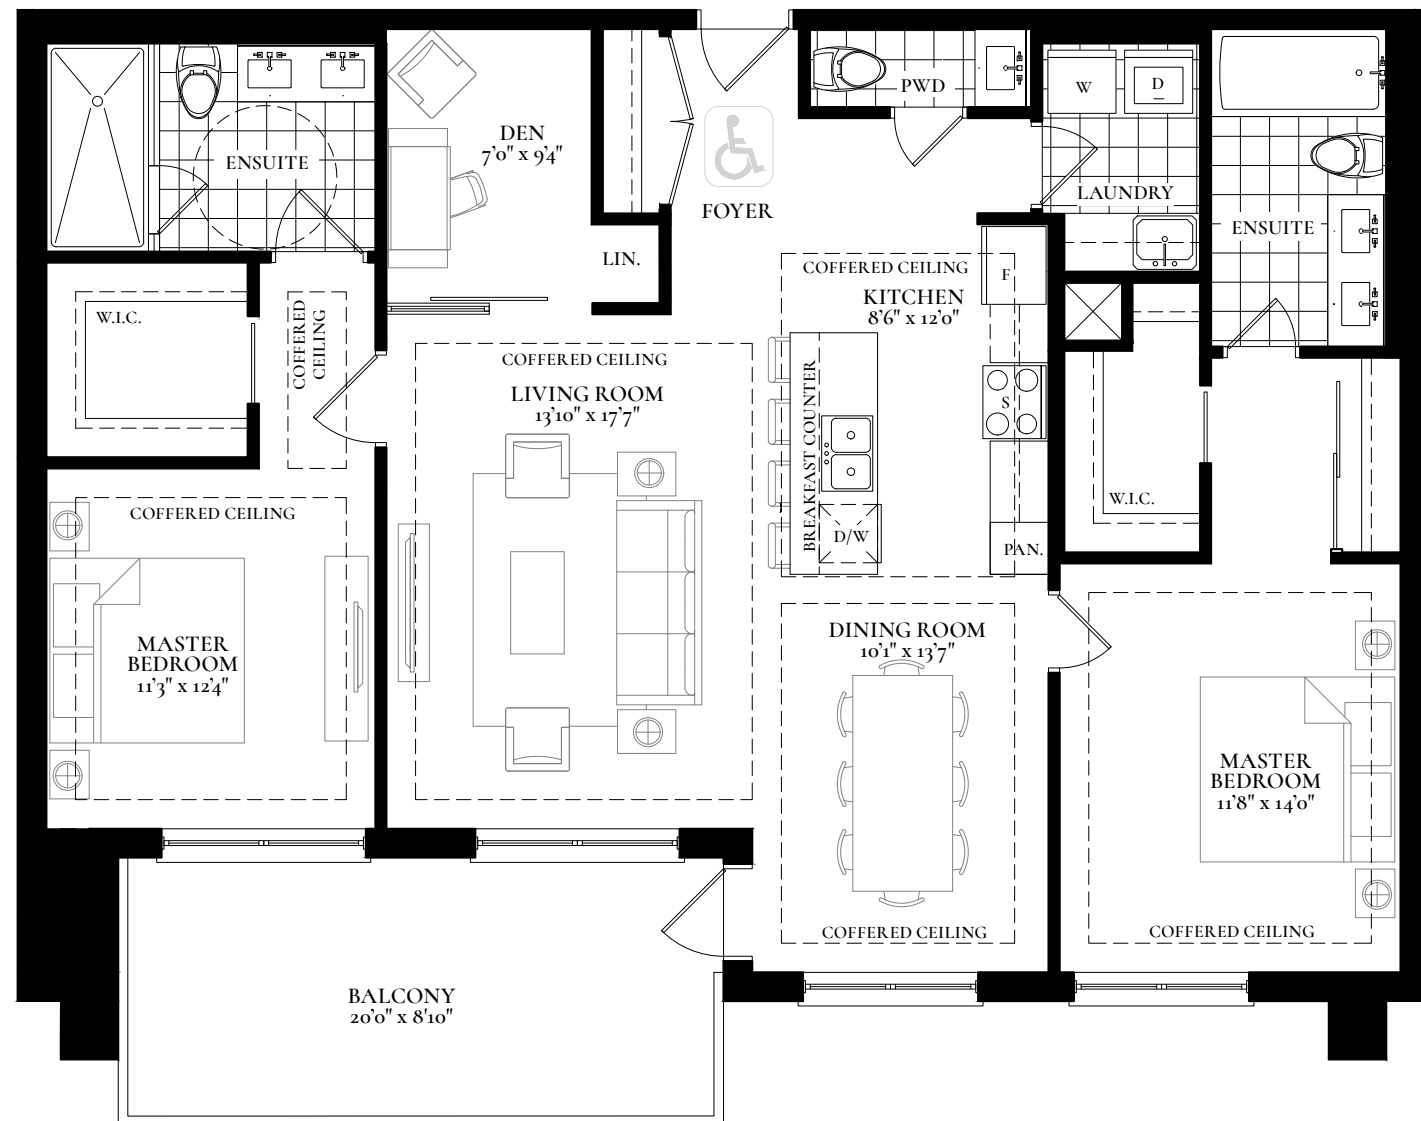 ENSUITE
DEN
7'0" x 9'4"
PWD
W
D
LAUNDRY
ENSUITE
FOYER
LIN.
W.I.C.
COFFERED
CEILING
COFFERED CEILING
KITCHEN
8'6" x 12'0"
F
S
BREAKFAST COUNTER
D/W
PAN.
COFFERED CEILING
LIVING ROOM
13'10" x 17'7"
W.I.C.
COFFERED CEILING
MASTER
BEDROOM
11'3" x 12'4"
DINING ROOM
10'1" x 13'7"
COFFERED CEILING
MASTER
BEDROOM
11'8" x 14'0"
COFFERED CEILING
BALCONY
20'0" x 8'10"